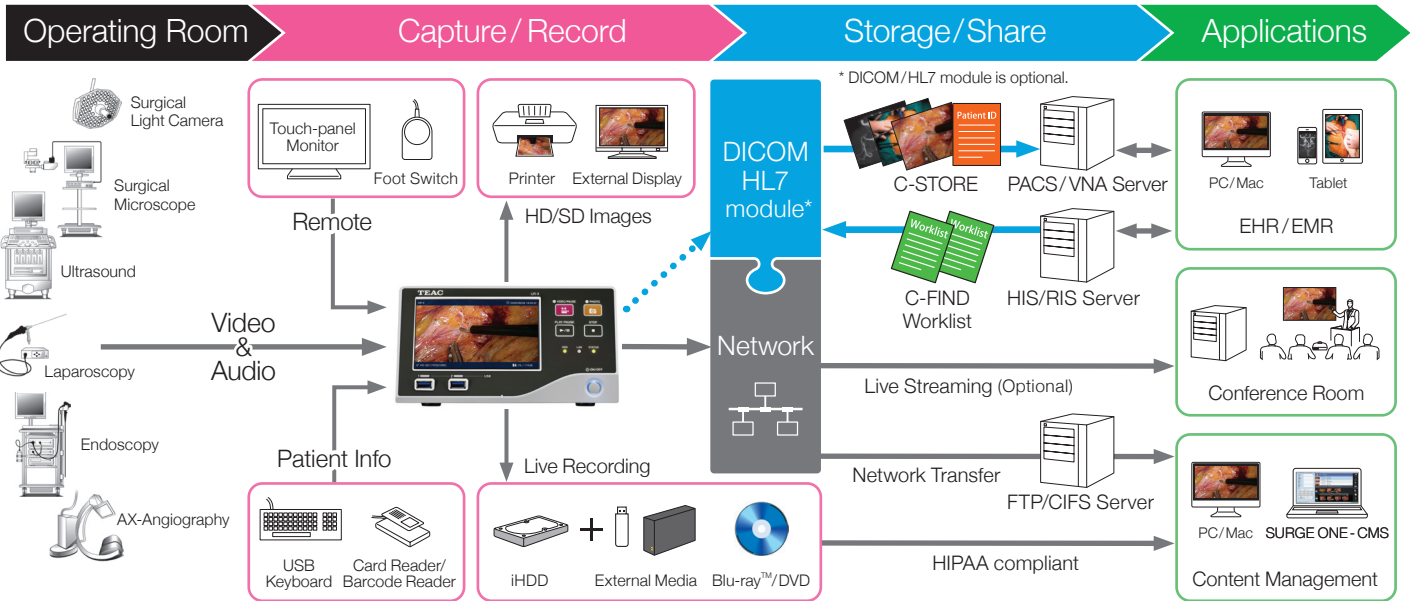 Operating Room
Capture/Record
Storage/Share
Applications
Surgical
Light Camera
Surgical
Microscope
Ultrasound
Laparoscopy
Endoscopy
AX-Angiography
Touch-panel
Monitor
Foot Switch
Remote
Printer
External Display
HD/SD Images
Video
&
Audio
TEAC
Patient Info
USB
Keyboard
Card Reader/
Barcode Reader
Live Recording
iHDD
External Media
Blu-ray™/DVD
DICOM
HL7
module*
Network
* DICOM/HL7 module is optional.
Patient ID
C-STORE
PACS/VNA Server
Worklist
Worklist
C-FIND
Worklist
HIS/RIS Server
Live Streaming (Optional)
Network Transfer
FTP/CIFS Server
HIPAA compliant
PC/Mac
Tablet
EHR/EMR
Conference Room
PC/Mac
SURGE ONE-CMS
Content Management